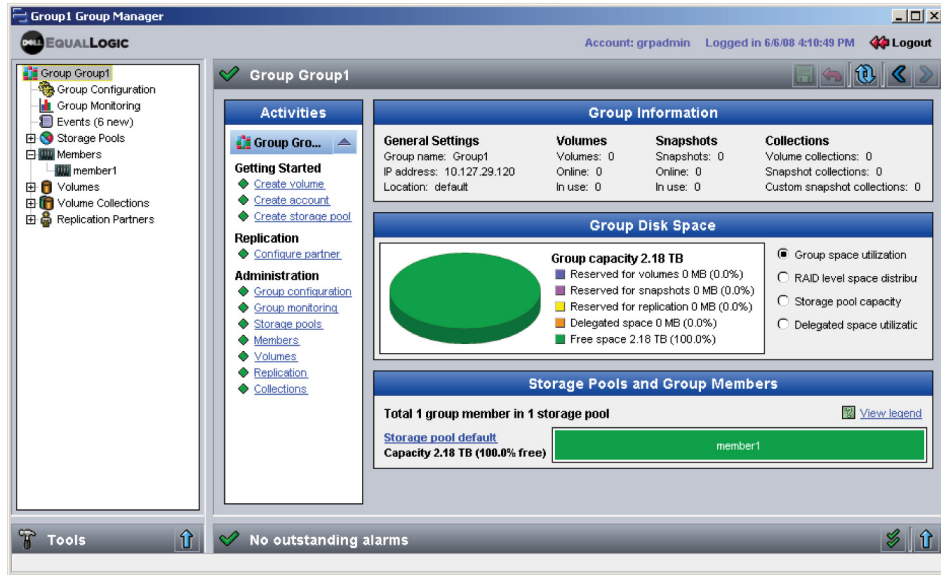 Group1 Group Manager
DELL EQUALLOGIC
Account: grpadmin Logged in 6/6/08 4:10:49 PM Logout
Group Group1
Group Configuration
Group Monitoring
Events (6 new)
Storage Pools
Members
member1
Volumes
Volume Collections
Replication Partners
Tools
Group Group1
Activities
Group Gro...
Getting Started
Create volume
Create account
Create storage pool
Replication
Configure partner
Administration
Group configuration
Group monitoring
Storage pools
Members
Volumes
Replication
Collections
Group Information
General Settings
Group name: Group1
IP address: 10.127.29.120
Location: default
Volumes
Volumes: 0
Online: 0
In use: 0
Snapshots
Snapshots: 0
Online: 0
In use: 0
Collections
Volume collections: 0
Snapshot collections: 0
Custom snapshot collections: 0
Group Disk Space
Group capacity 2.18 TB
Reserved for volumes 0 MB (0.0%)
Reserved for snapshots 0 MB (0.0%)
Reserved for replication 0 MB (0.0%)
Delegated space 0 MB (0.0%)
Free space 2.18 TB (100.0%)
Group space utilization
RAID level space distribu
Storage pool capacity
Delegated space utilizatic
Storage Pools and Group Members
Total 1 group member in 1 storage pool
View legend
Storage pool default
Capacity 2.18 TB (100.0% free)
member1
No outstanding alarms